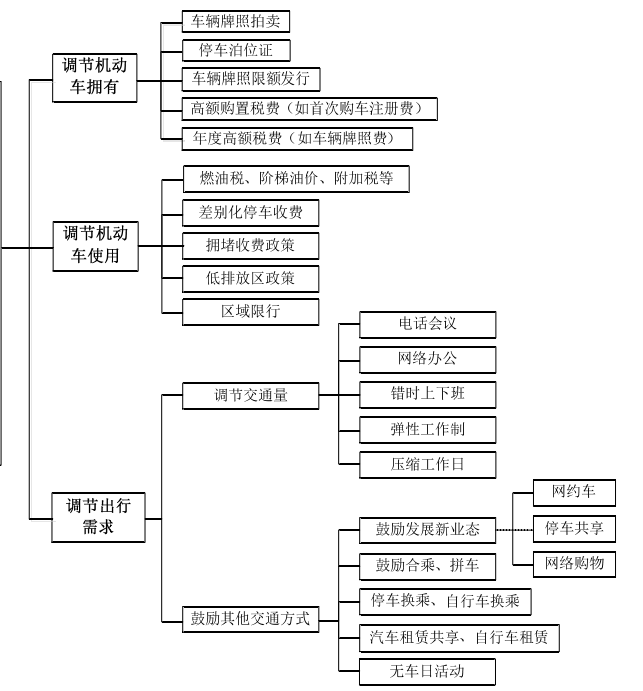 调节机动
车拥有
车辆牌照拍卖
停车泊位证
车辆牌照限额发行
高额购置税费（如首次购车注册费）
年度高额税费（如车辆牌照费）
调节机动
车使用
燃油税、阶梯油价、附加税等
差别化停车收费
拥堵收费政策
低排放区政策
区域限行
调节出行
需求
调节交通量
电话会议
网络办公
错时上下班
弹性工作制
压缩工作日
鼓励其他交通方式
鼓励发展新业态
网约车
停车共享
网络购物
鼓励合乘、拼车
停车换乘、自行车换乘
汽车租赁共享、自行车租赁
无车日活动